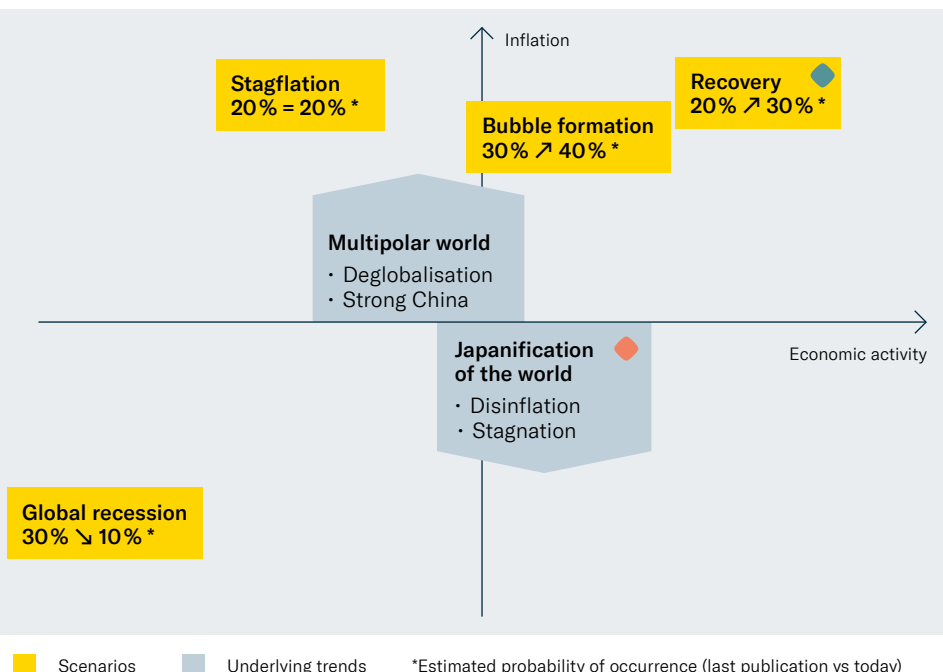 Inflation
Stagflation
20% = 20% *
Recovery
20% ↗ 30% *
Bubble formation
30% ↗ 40% *
Multipolar world
· Deglobalisation
· Strong China
Economic activity
Japanification
of the world
· Disinflation
· Stagnation
Global recession
30% ↘ 10% *
Scenarios
Underlying trends
*Estimated probability of occurrence (last publication vs today)